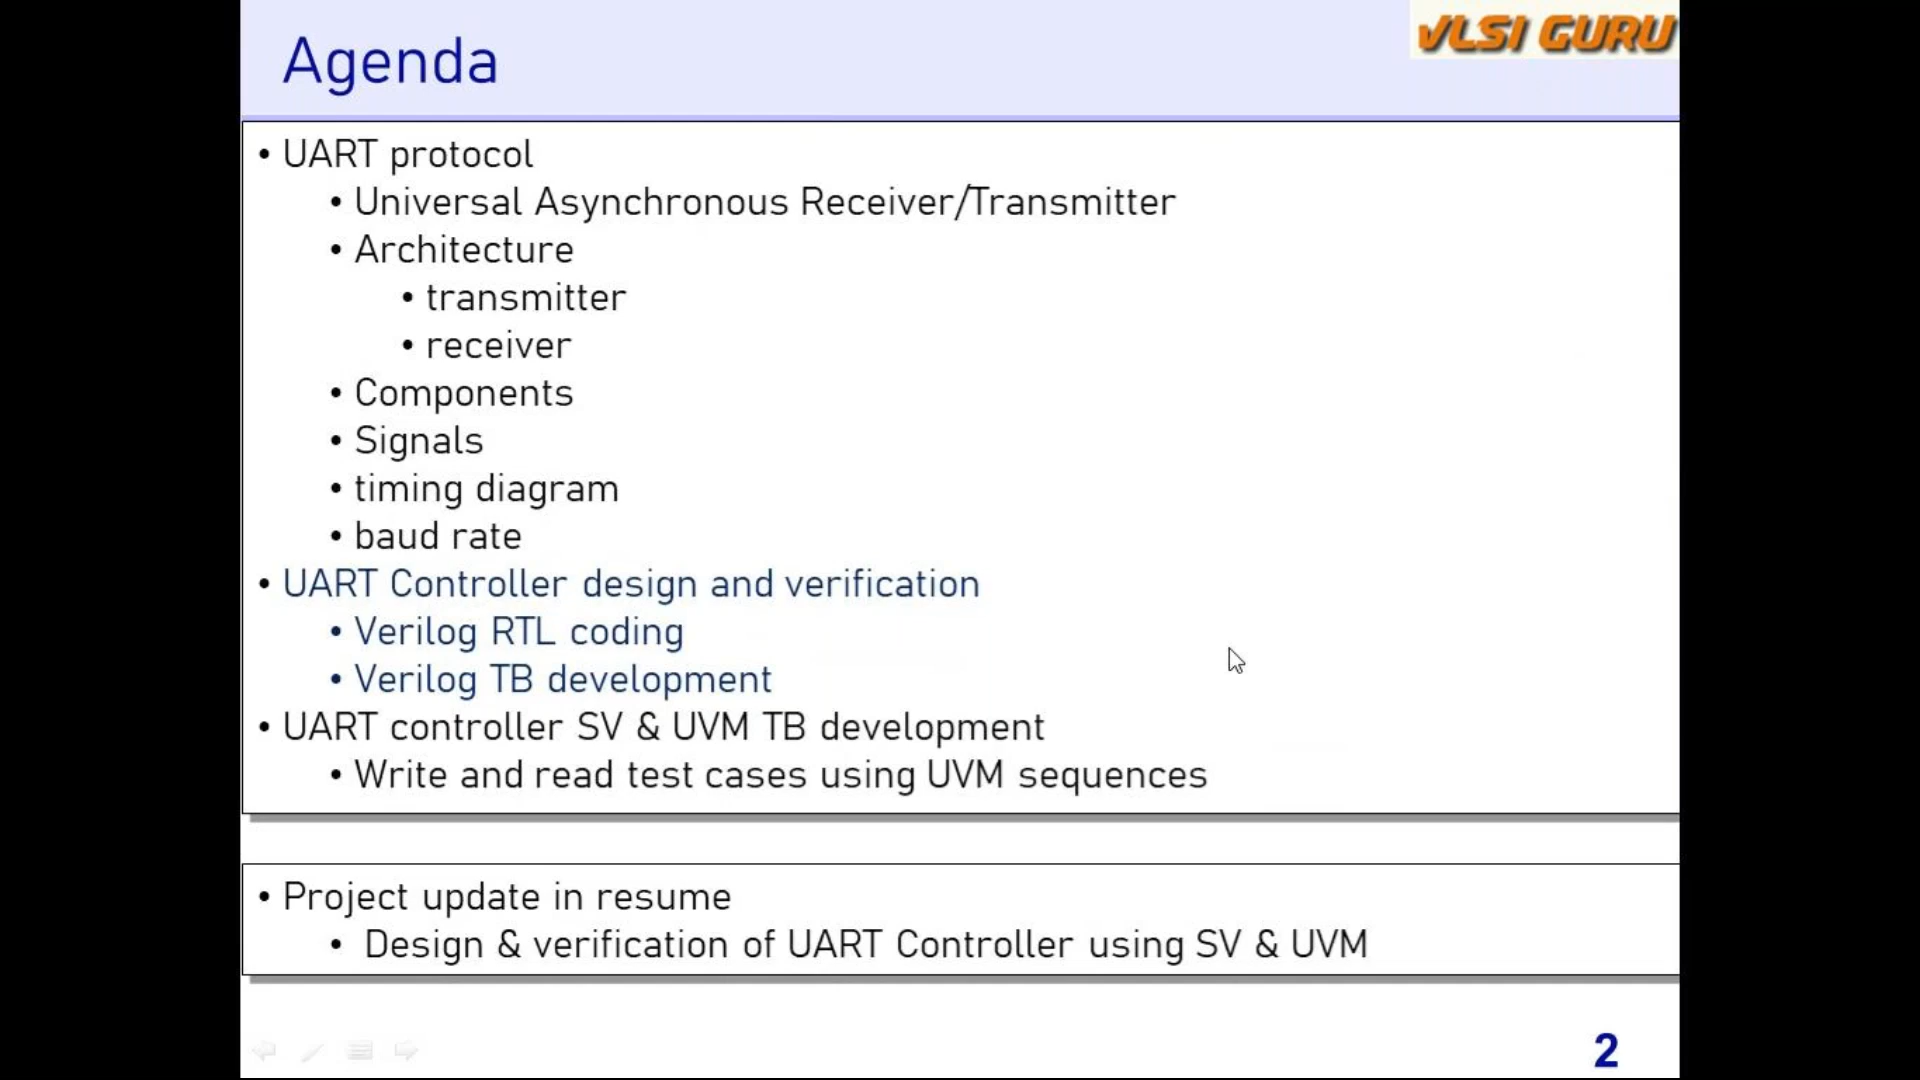 Agenda
VLSI GURU
• UART protocol
• Universal Asynchronous Receiver/Transmitter
• Architecture
• transmitter
• receiver
• Components
• Signals
• timing diagram
• baud rate
• UART Controller design and verification
• Verilog RTL coding
• Verilog TB development
• UART controller SV & UVM TB development
• Write and read test cases using UVM sequences
• Project update in resume
• Design & verification of UART Controller using SV & UVM
2